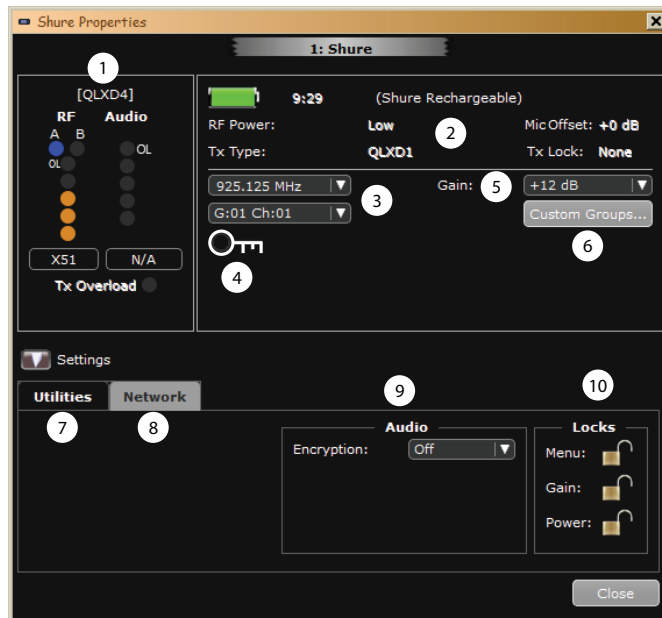 Shure Properties
1: Shure
1
[QLXD4]
RF Audio
A B
OL
OL
X51 N/A
Tx Overload
9:29 (Shure Rechargeable)
RF Power: Low 2 Mic Offset: +0 dB
Tx Type: QLXD1 Tx Lock: None
925.125 MHz 3 Gain: 5 +12 dB
G:01 Ch:01 Custom Groups...
4 6
Settings
Utilities Network
7 8
9
Audio
Encryption: Off
10
Locks
Menu:
Gain:
Power:
Close